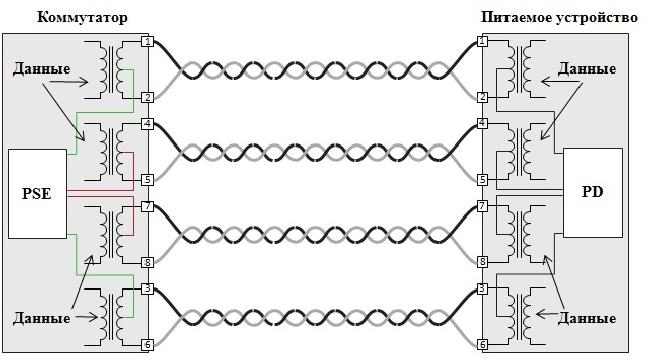 Коммутатор Питаемое устройство
1 1
Данные Данные
2 2
4 4
5 5
PSE PD
7 7
8 8
3 3
Данные Данные
6 6